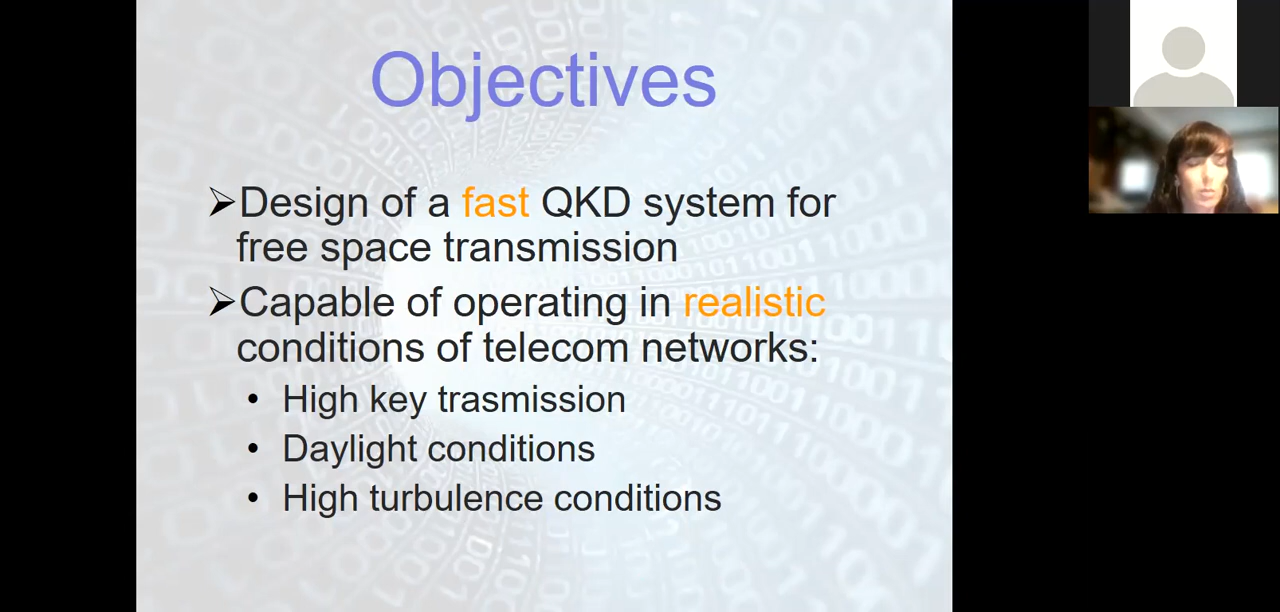 Objectives
➢Design of a fast QKD system for
free space transmission
➢Capable of operating in realistic
conditions of telecom networks:
• High key trasmission
• Daylight conditions
• High turbulence conditions